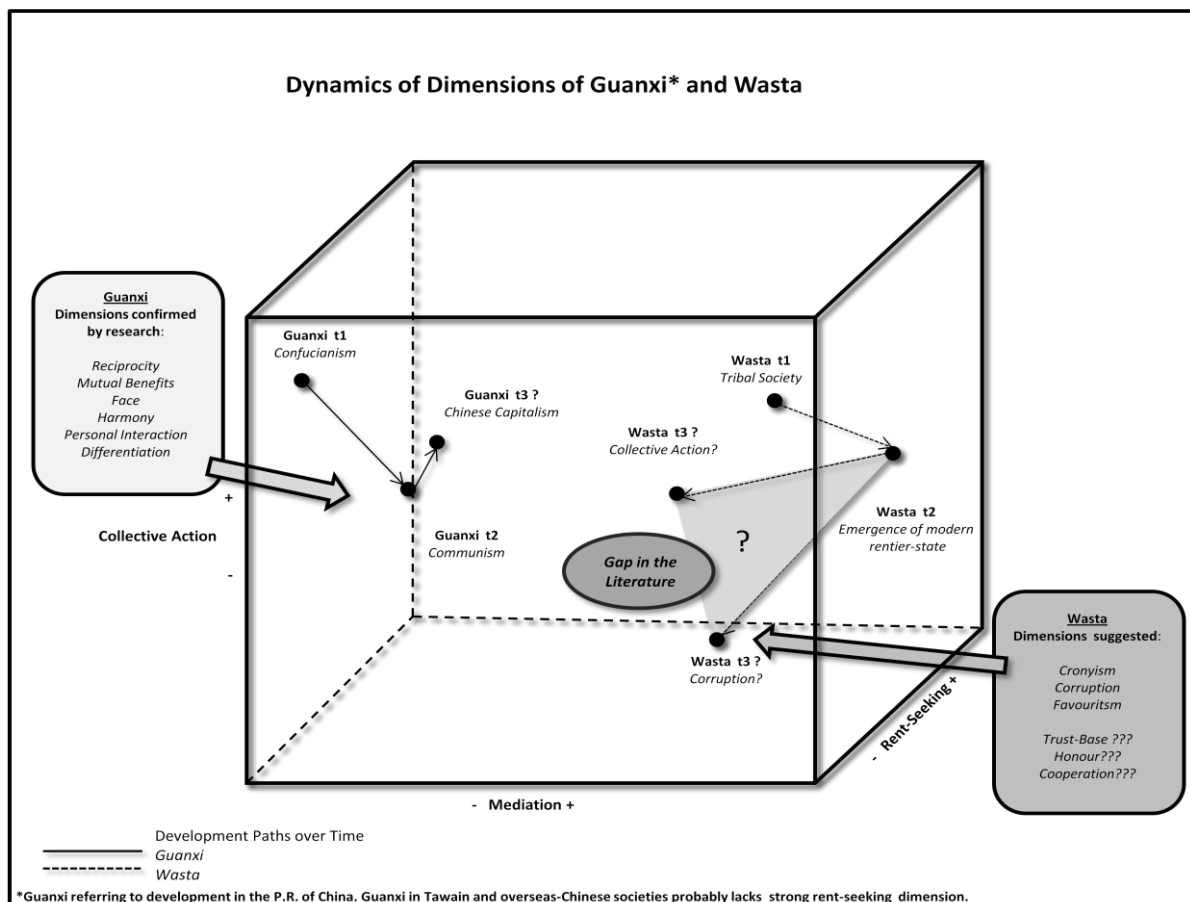 Dynamics of Dimensions of Guanxi* and Wasta
Guanxi
Dimensions confirmed
by research:
Reciprocity
Mutual Benefits
Face
Harmony
Personal Interaction
Differentiation
Guanxi t1
Confucianism
Guanxi t3 ?
Chinese Capitalism
Guanxi t2
Communism
Wasta t1
Tribal Society
Wasta t3 ?
Collective Action?
Wasta t2
Emergence of modern
rentier-state
?
Gap in the
Literature
Wasta t3 ?
Corruption?
+
Collective Action
-
Wasta
Dimensions suggested:
Cronyism
Corruption
Favouritsm
Trust-Base ???
Honour???
Cooperation???
- Rent-Seeking +
- Mediation +
Development Paths over Time
Guanxi
Wasta
*Guanxi referring to development in the P.R. of China. Guanxi in Tawain and overseas-Chinese societies probably lacks strong rent-seeking dimension.